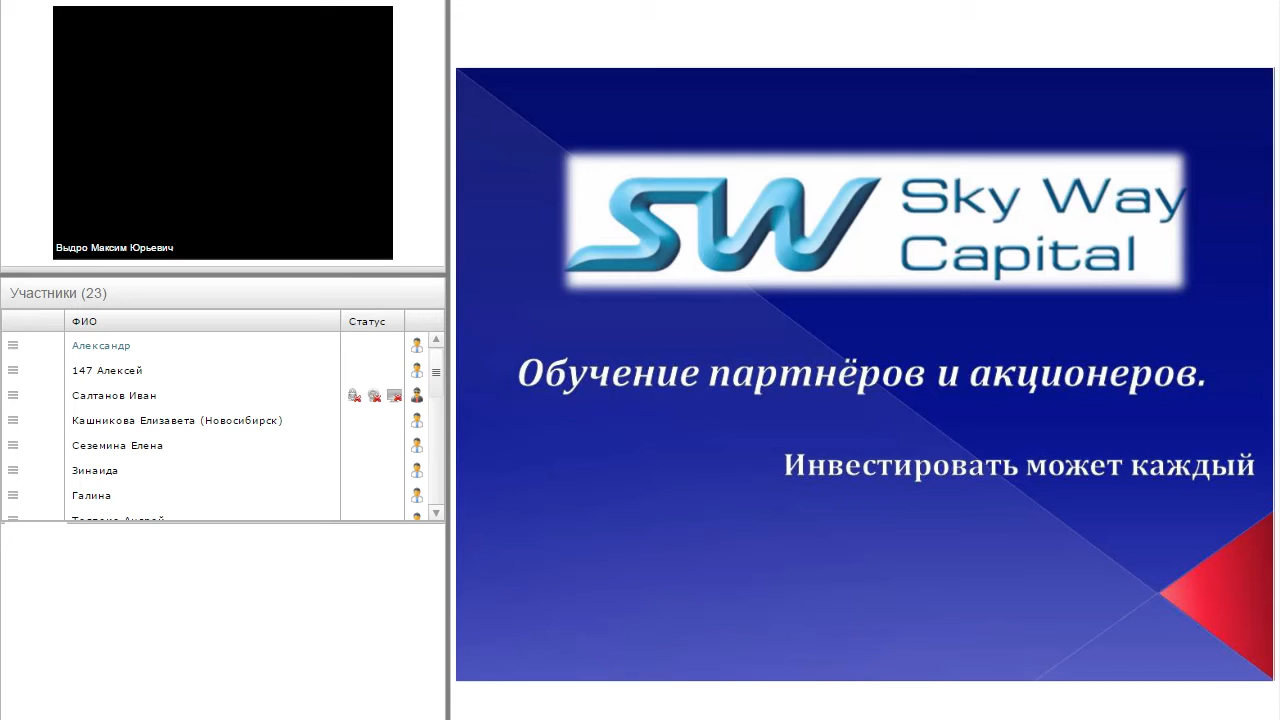 Выдро Максим Юрьевич
Участники (23)
ФИО
Статус
Александр
147 Алексей
Салтанов Иван
Кашникова Елизавета (Новосибирск)
Сеземина Елена
Зинаида
Галина
SW Sky Way
Capital
Обучение партнёров и акционеров.
Инвестировать может каждый